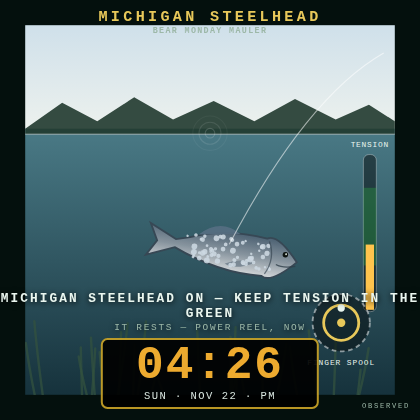 MICHIGAN STEELHEAD
BEAR MONDAY MAULER
TENSION
MICHIGAN STEELHEAD ON — KEEP TENSION IN THE
GREEN
IT RESTS — POWER REEL, NOW
NGER SPOOL
04:26
SUN · NOV 22 · PM
OBSERVED